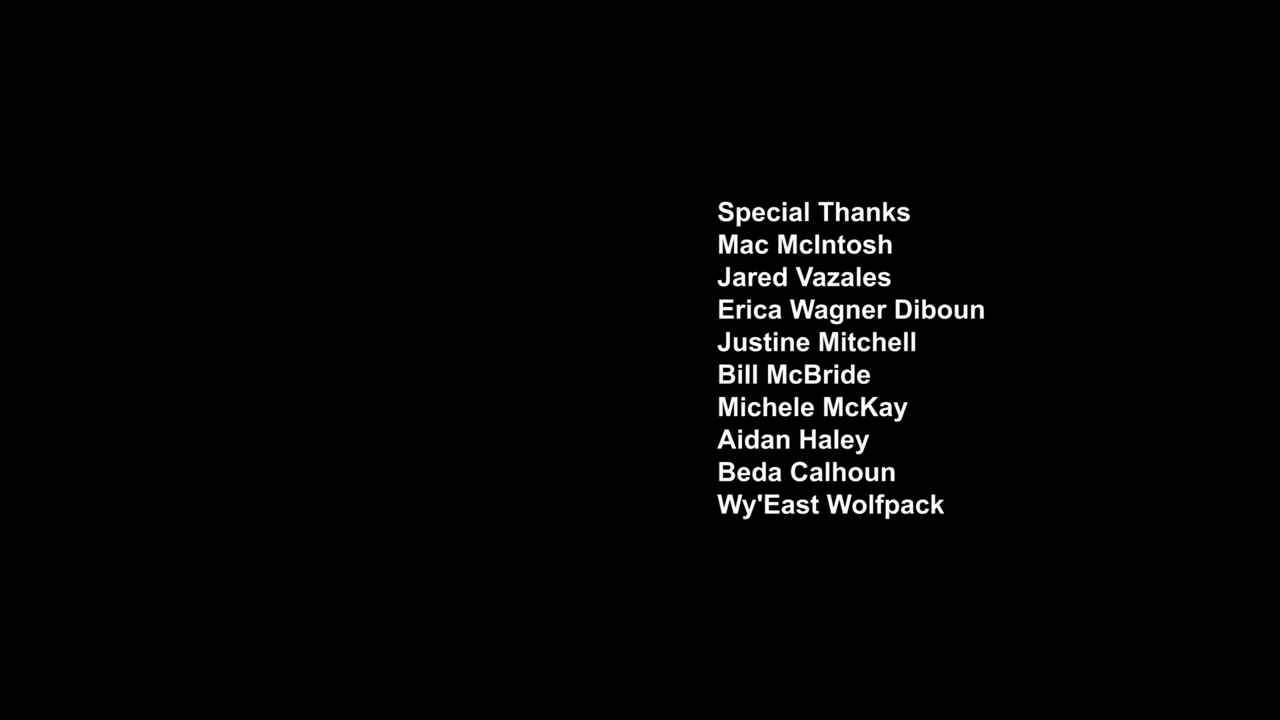 Special Thanks
Mac McIntosh
Jared Vazales
Erica Wagner Diboun
Justine Mitchell
Bill McBride
Michele McKay
Aidan Haley
Beda Calhoun
Wy'East Wolfpack